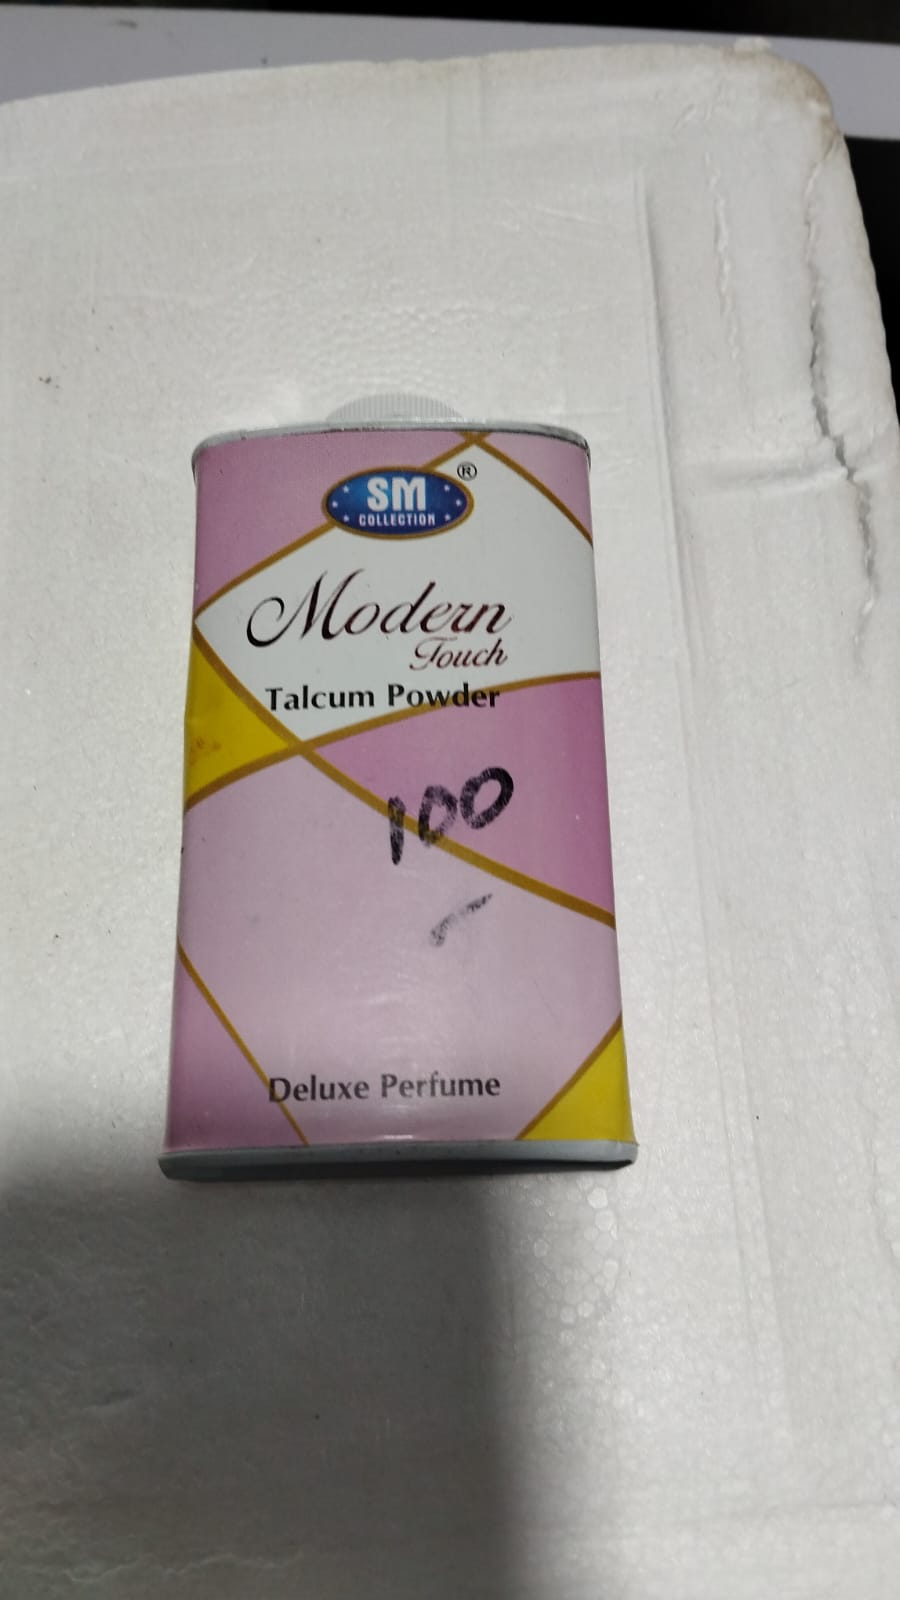 SM
COLLECTION
®
Modern
Touch
Talcum Powder
100
Deluxe Perfume